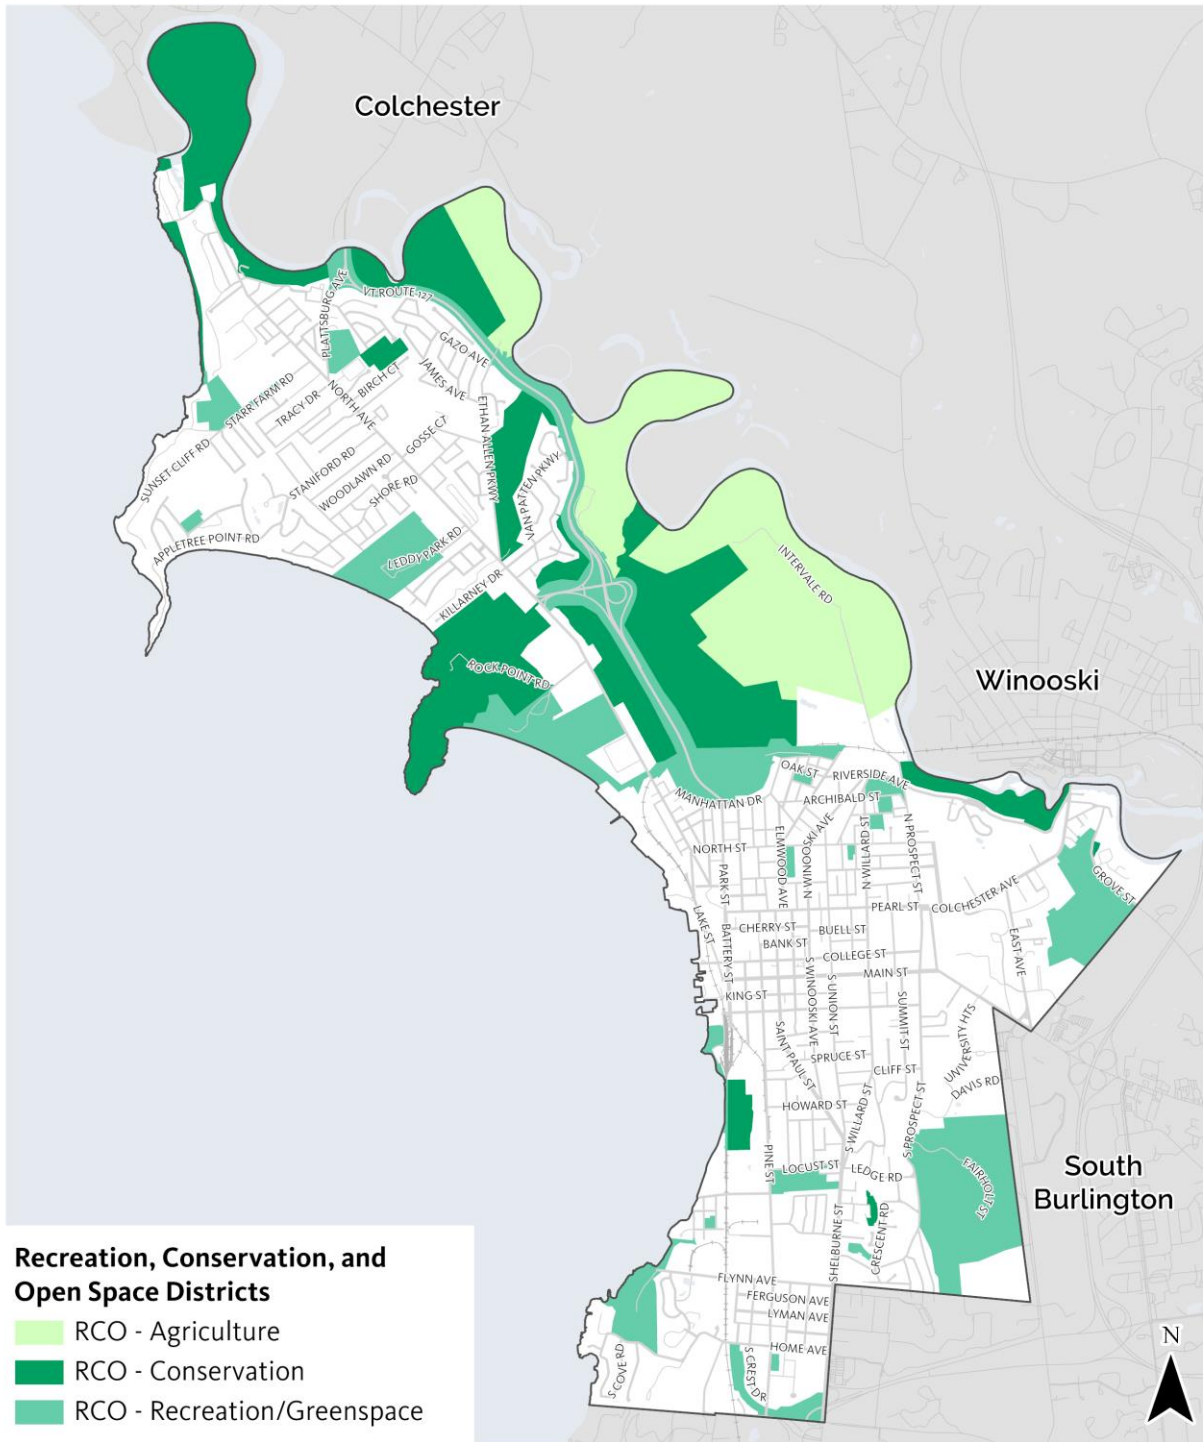 Colchester
PLATTSBURG AVE
VT ROUTE 127
GAZO AVE
BIRCH CT
JAMES AVE
STARR FARM RD
TRACY DR
NORTH AVE
ETHAN ALLEN PKWY
GOSSE CT
SUNSET CLIFF RD
STANIFORD RD
WOODLAWN RD
SHORE RD
VAN PATTEN PKWY
APPLETREE POINT RD
LEDDY PARK RD
KILLARNEY DR
INTERVALE RD
ROCK POINT RD
Winooski
OAK ST
RIVERSIDE AVE
MANHATTAN DR
ARCHIBALD ST
NORTH ST
ELMWOOD AVE
N WINOOSKI AVE
N WILLARD ST
N PROSPECT ST
PARK ST
GROVE ST
PEARL ST
COLCHESTER AVE
LAKE ST
BATTERY ST
CHERRY ST
BUELL ST
BANK ST
COLLEGE ST
EAST AVE
MAIN ST
KING ST
S WINOOSKI AVE
S UNION ST
SUMMIT ST
UNIVERSITY HTS
SAINT PAUL ST
SPRUCE ST
CLIFF ST
DAVIS RD
HOWARD ST
S WILLARD ST
S PROSPECT ST
PINE ST
LOCUST ST
LEDGE RD
FAIRHOLT ST
South
Burlington
SHELBURNE ST
CRESCENT RD
FLYNN AVE
FERGUSON AVE
LYMAN AVE
HOME AVE
S COVE RD
S CREST DR
Recreation, Conservation, and
Open Space Districts
RCO - Agriculture
RCO - Conservation
RCO - Recreation/Greenspace
N